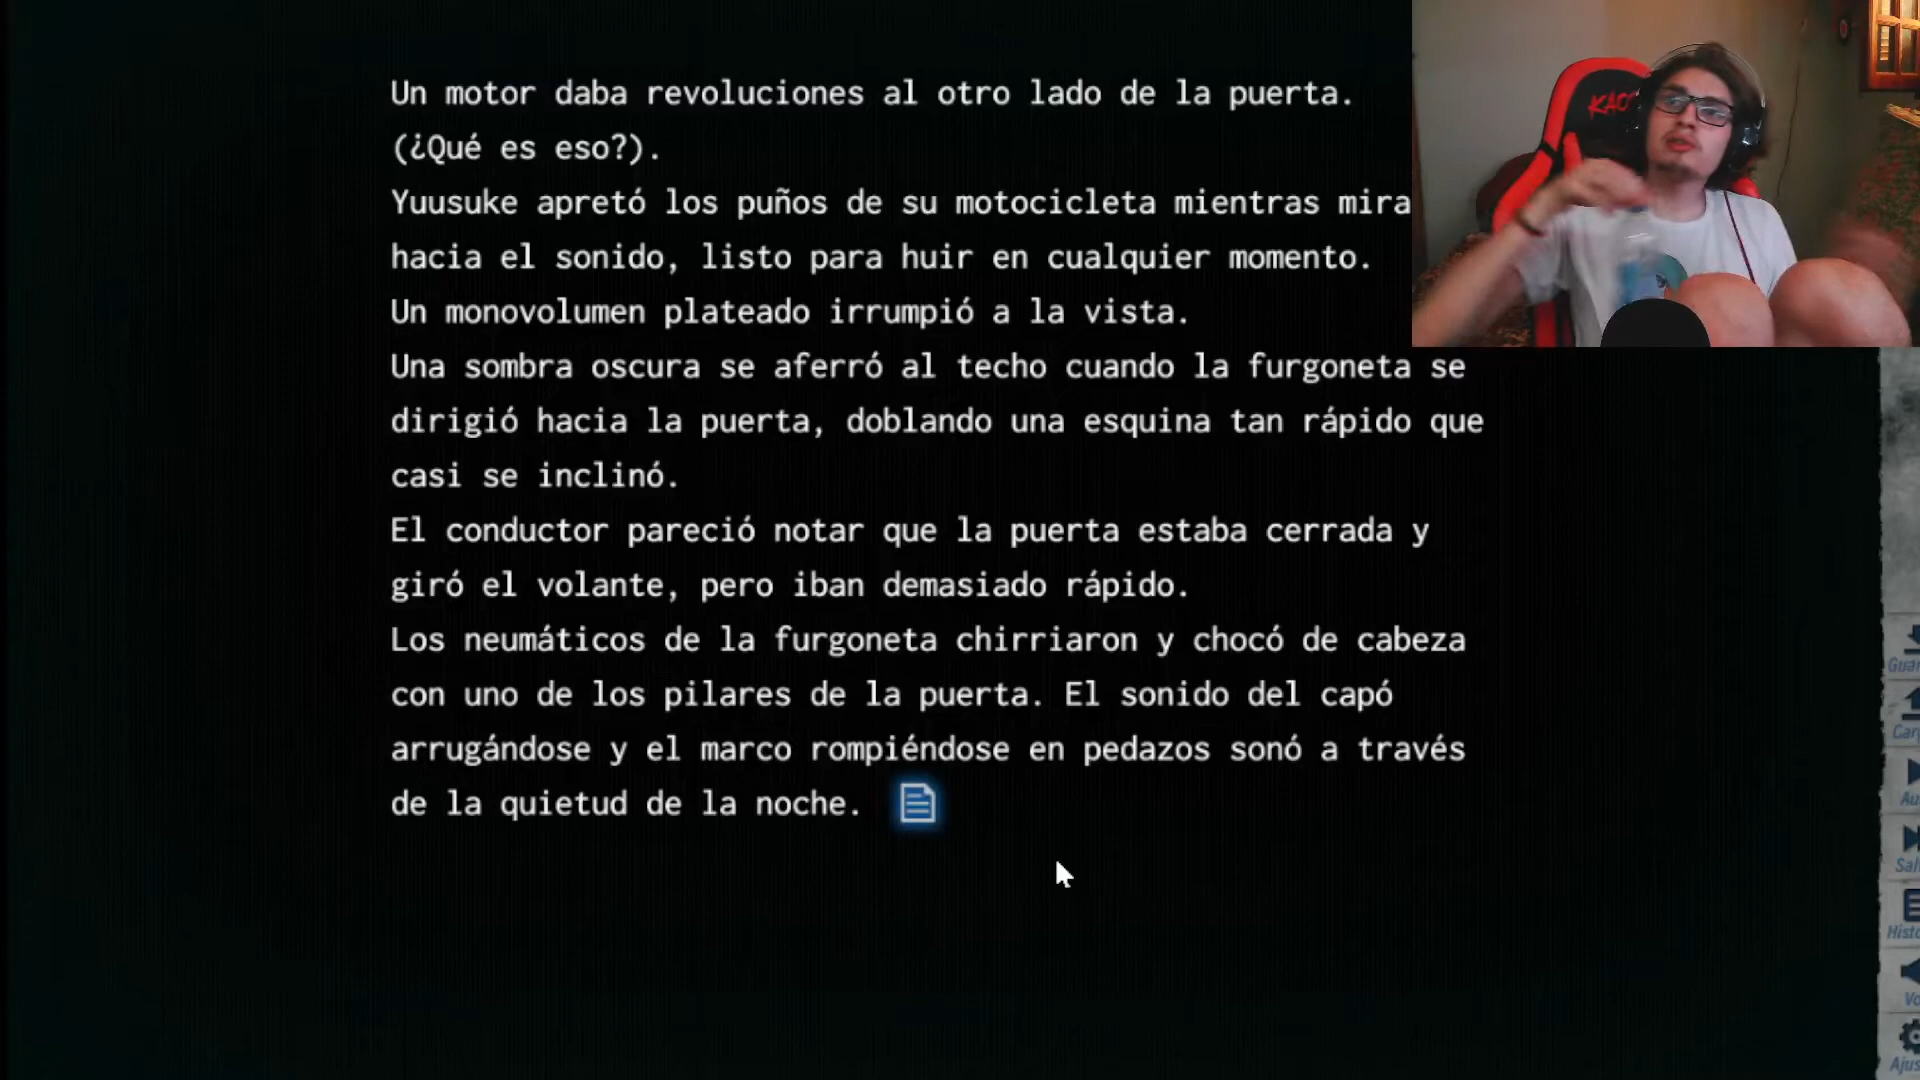 Un motor daba revoluciones al otro lado de la puerta.
(¿Qué es eso?).
Yuusuke apretó los puños de su motocicleta mientras mira
hacia el sonido, listo para huir en cualquier momento.
Un monovolumen plateado irrumpió a la vista.
Una sombra oscura se aferró al techo cuando la furgoneta se
dirigió hacia la puerta, doblando una esquina tan rápido que
casi se inclinó.
El conductor pareció notar que la puerta estaba cerrada y
giró el volante, pero iban demasiado rápido.
Los neumáticos de la furgoneta chirriaron y chocó de cabeza
con uno de los pilares de la puerta. El sonido del capó
arrugándose y el marco rompiéndose en pedazos sonó a través
de la quietud de la noche.